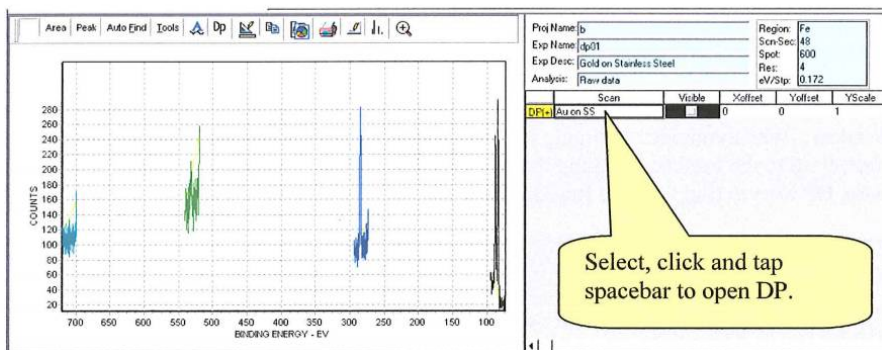 Area Peak Auto Find Tools Dp
Proj Name: b
Exp Name: dp01
Exp Desc: Gold on Stainless Steel
Analysis: Raw data
Region: Fe
Scn-Sec: 48
Spot: 600
Res: 4
eV/Stp: 0.172
Scan Visible Xoffset Yoffset YScale
DP(+) Au on SS 0 0 1
280
260
240
220
200
180
160
140
120
100
80
60
40
20
COUNTS
700 650 600 550 500 450 400 350 300 250 200 150 100
BINDING ENERGY - EV
Select, click and tap
spacebar to open DP.